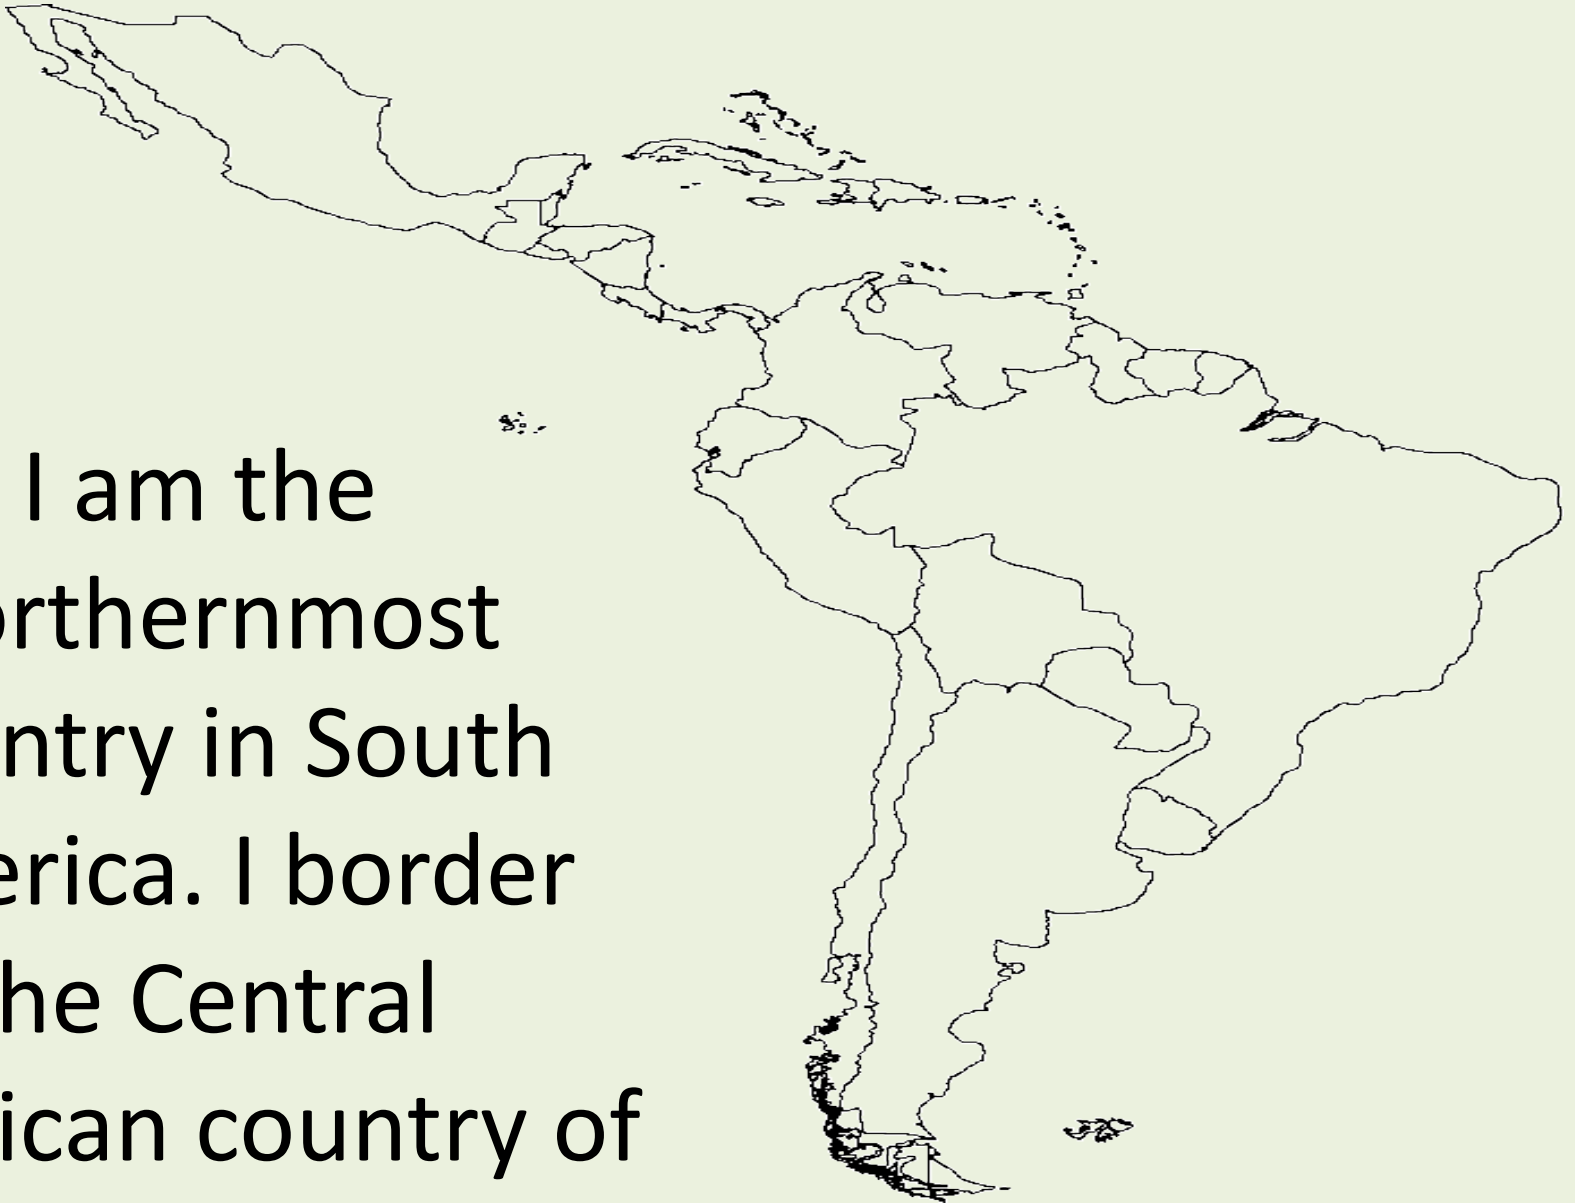 I am the
orthernmost
ntry in South
erica. I border
he Central
ican country of